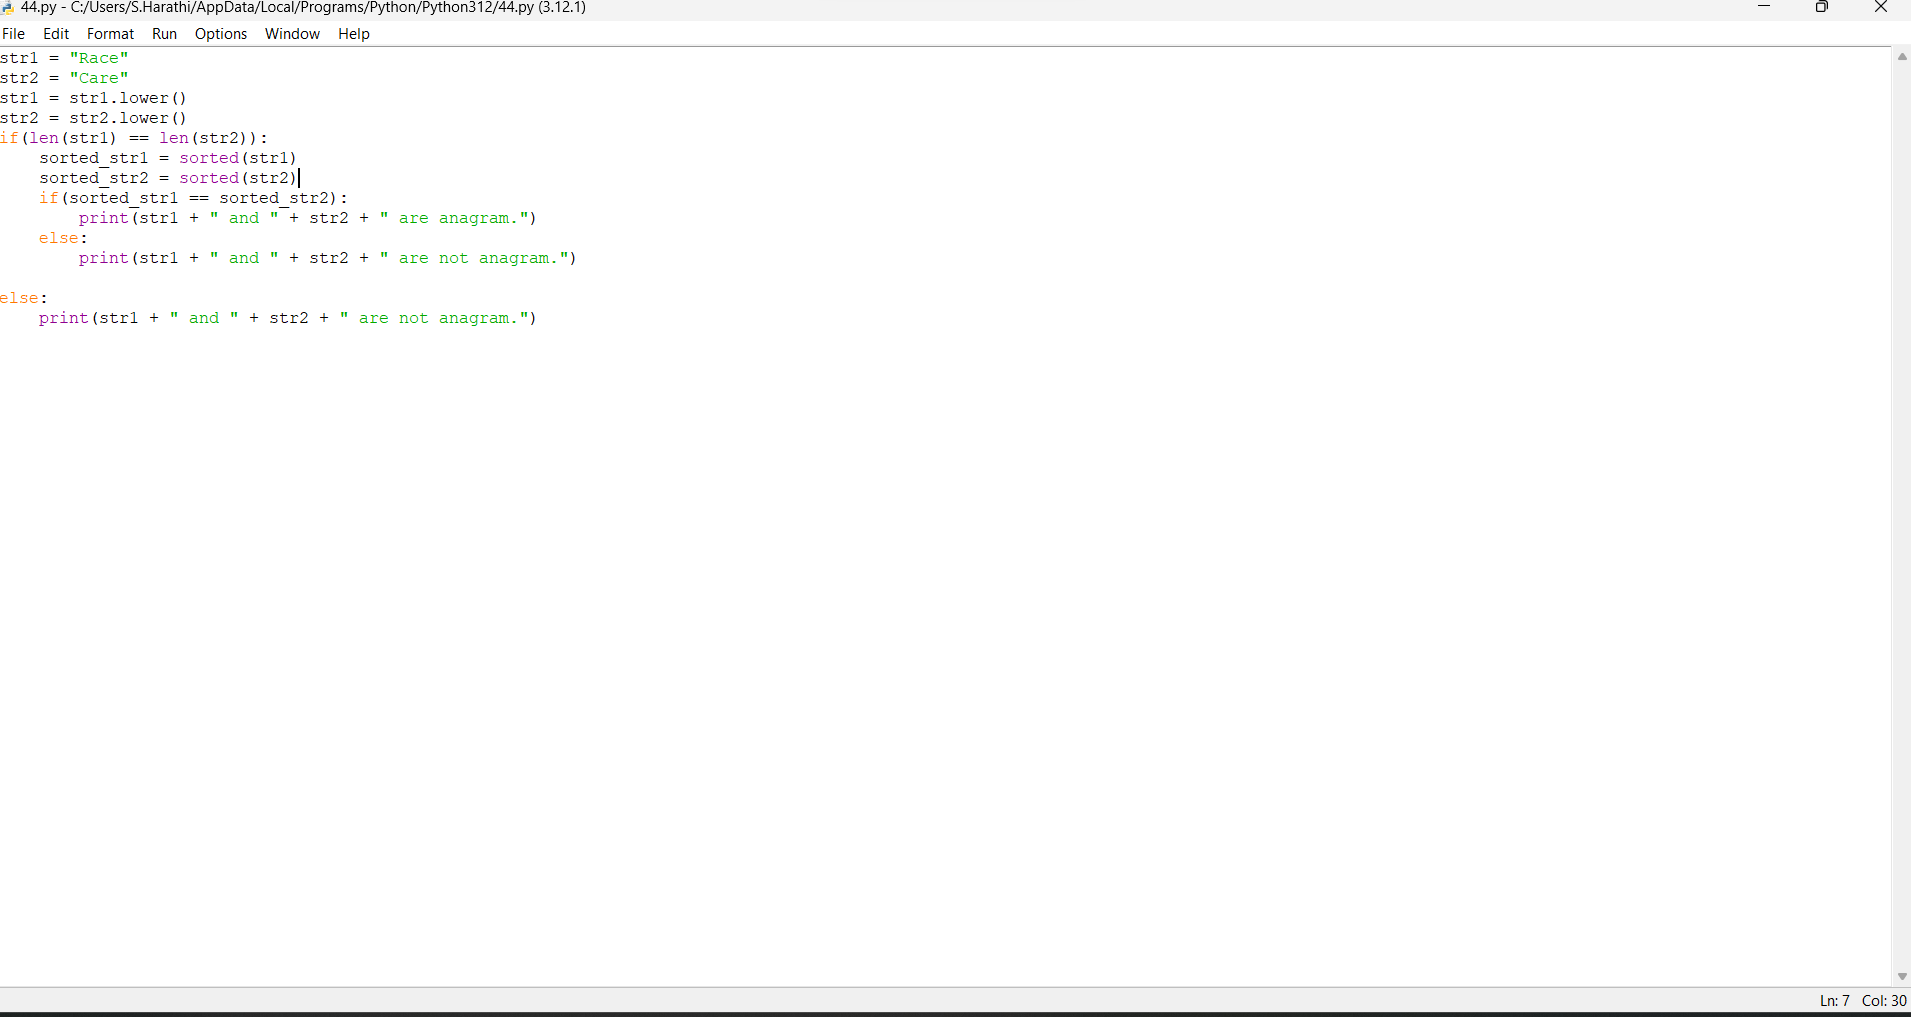 44.py - C:/Users/S.Harathi/AppData/Local/Programs/Python/Python312/44.py (3.12.1)
File Edit Format Run Options Window Help
str1 = "Race"
str2 = "Care"
str1 = str1.lower()
str2 = str2.lower()
if(len(str1) == len(str2)):
    sorted_str1 = sorted(str1)
    sorted_str2 = sorted(str2)
    if(sorted_str1 == sorted_str2):
        print(str1 + " and " + str2 + " are anagram.")
    else:
        print(str1 + " and " + str2 + " are not anagram.")

else:
    print(str1 + " and " + str2 + " are not anagram.")
Ln: 7 Col: 30